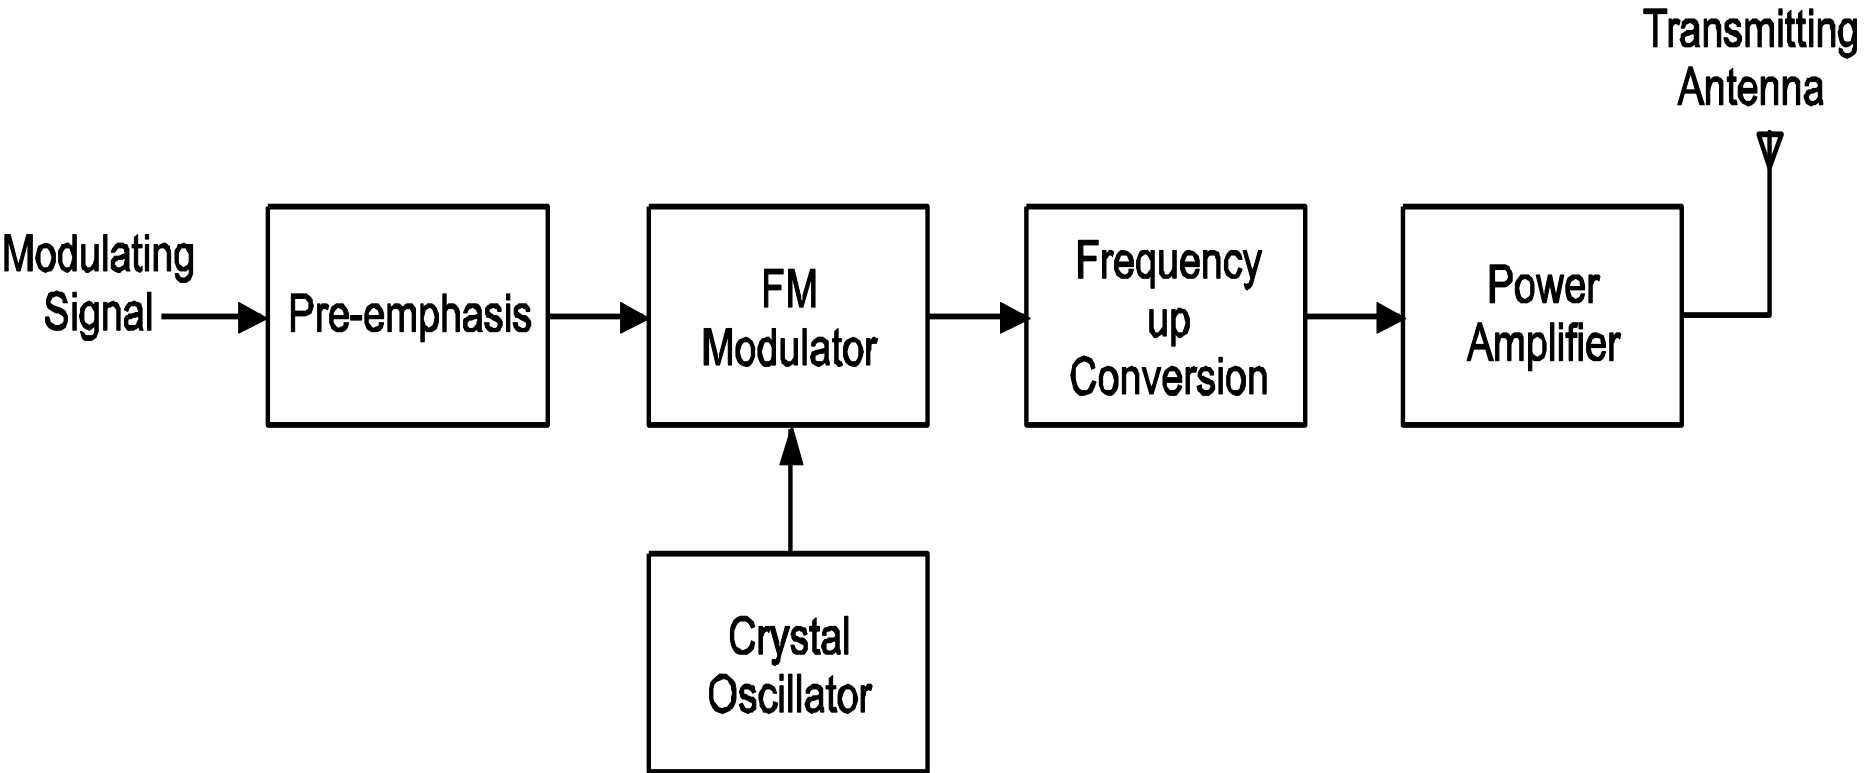 Transmitting
Antenna
Modulating
Signal
Pre-emphasis
FM
Modulator
Frequency
up
Conversion
Power
Amplifier
Crystal
Oscillator